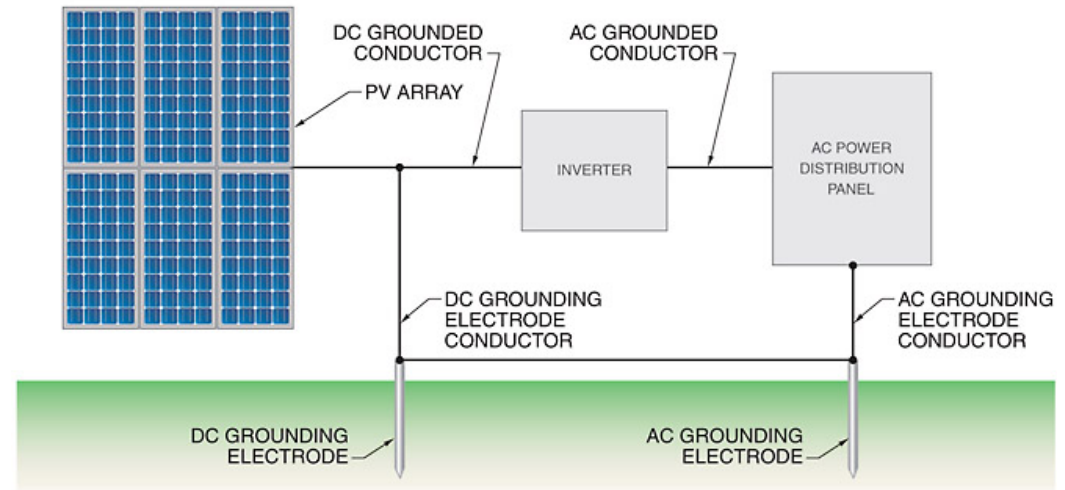 DC GROUNDED
CONDUCTOR
AC GROUNDED
CONDUCTOR
PV ARRAY
INVERTER
AC POWER
DISTRIBUTION
PANEL
DC GROUNDING
ELECTRODE
CONDUCTOR
AC GROUNDING
ELECTRODE
CONDUCTOR
DC GROUNDING
ELECTRODE
AC GROUNDING
ELECTRODE